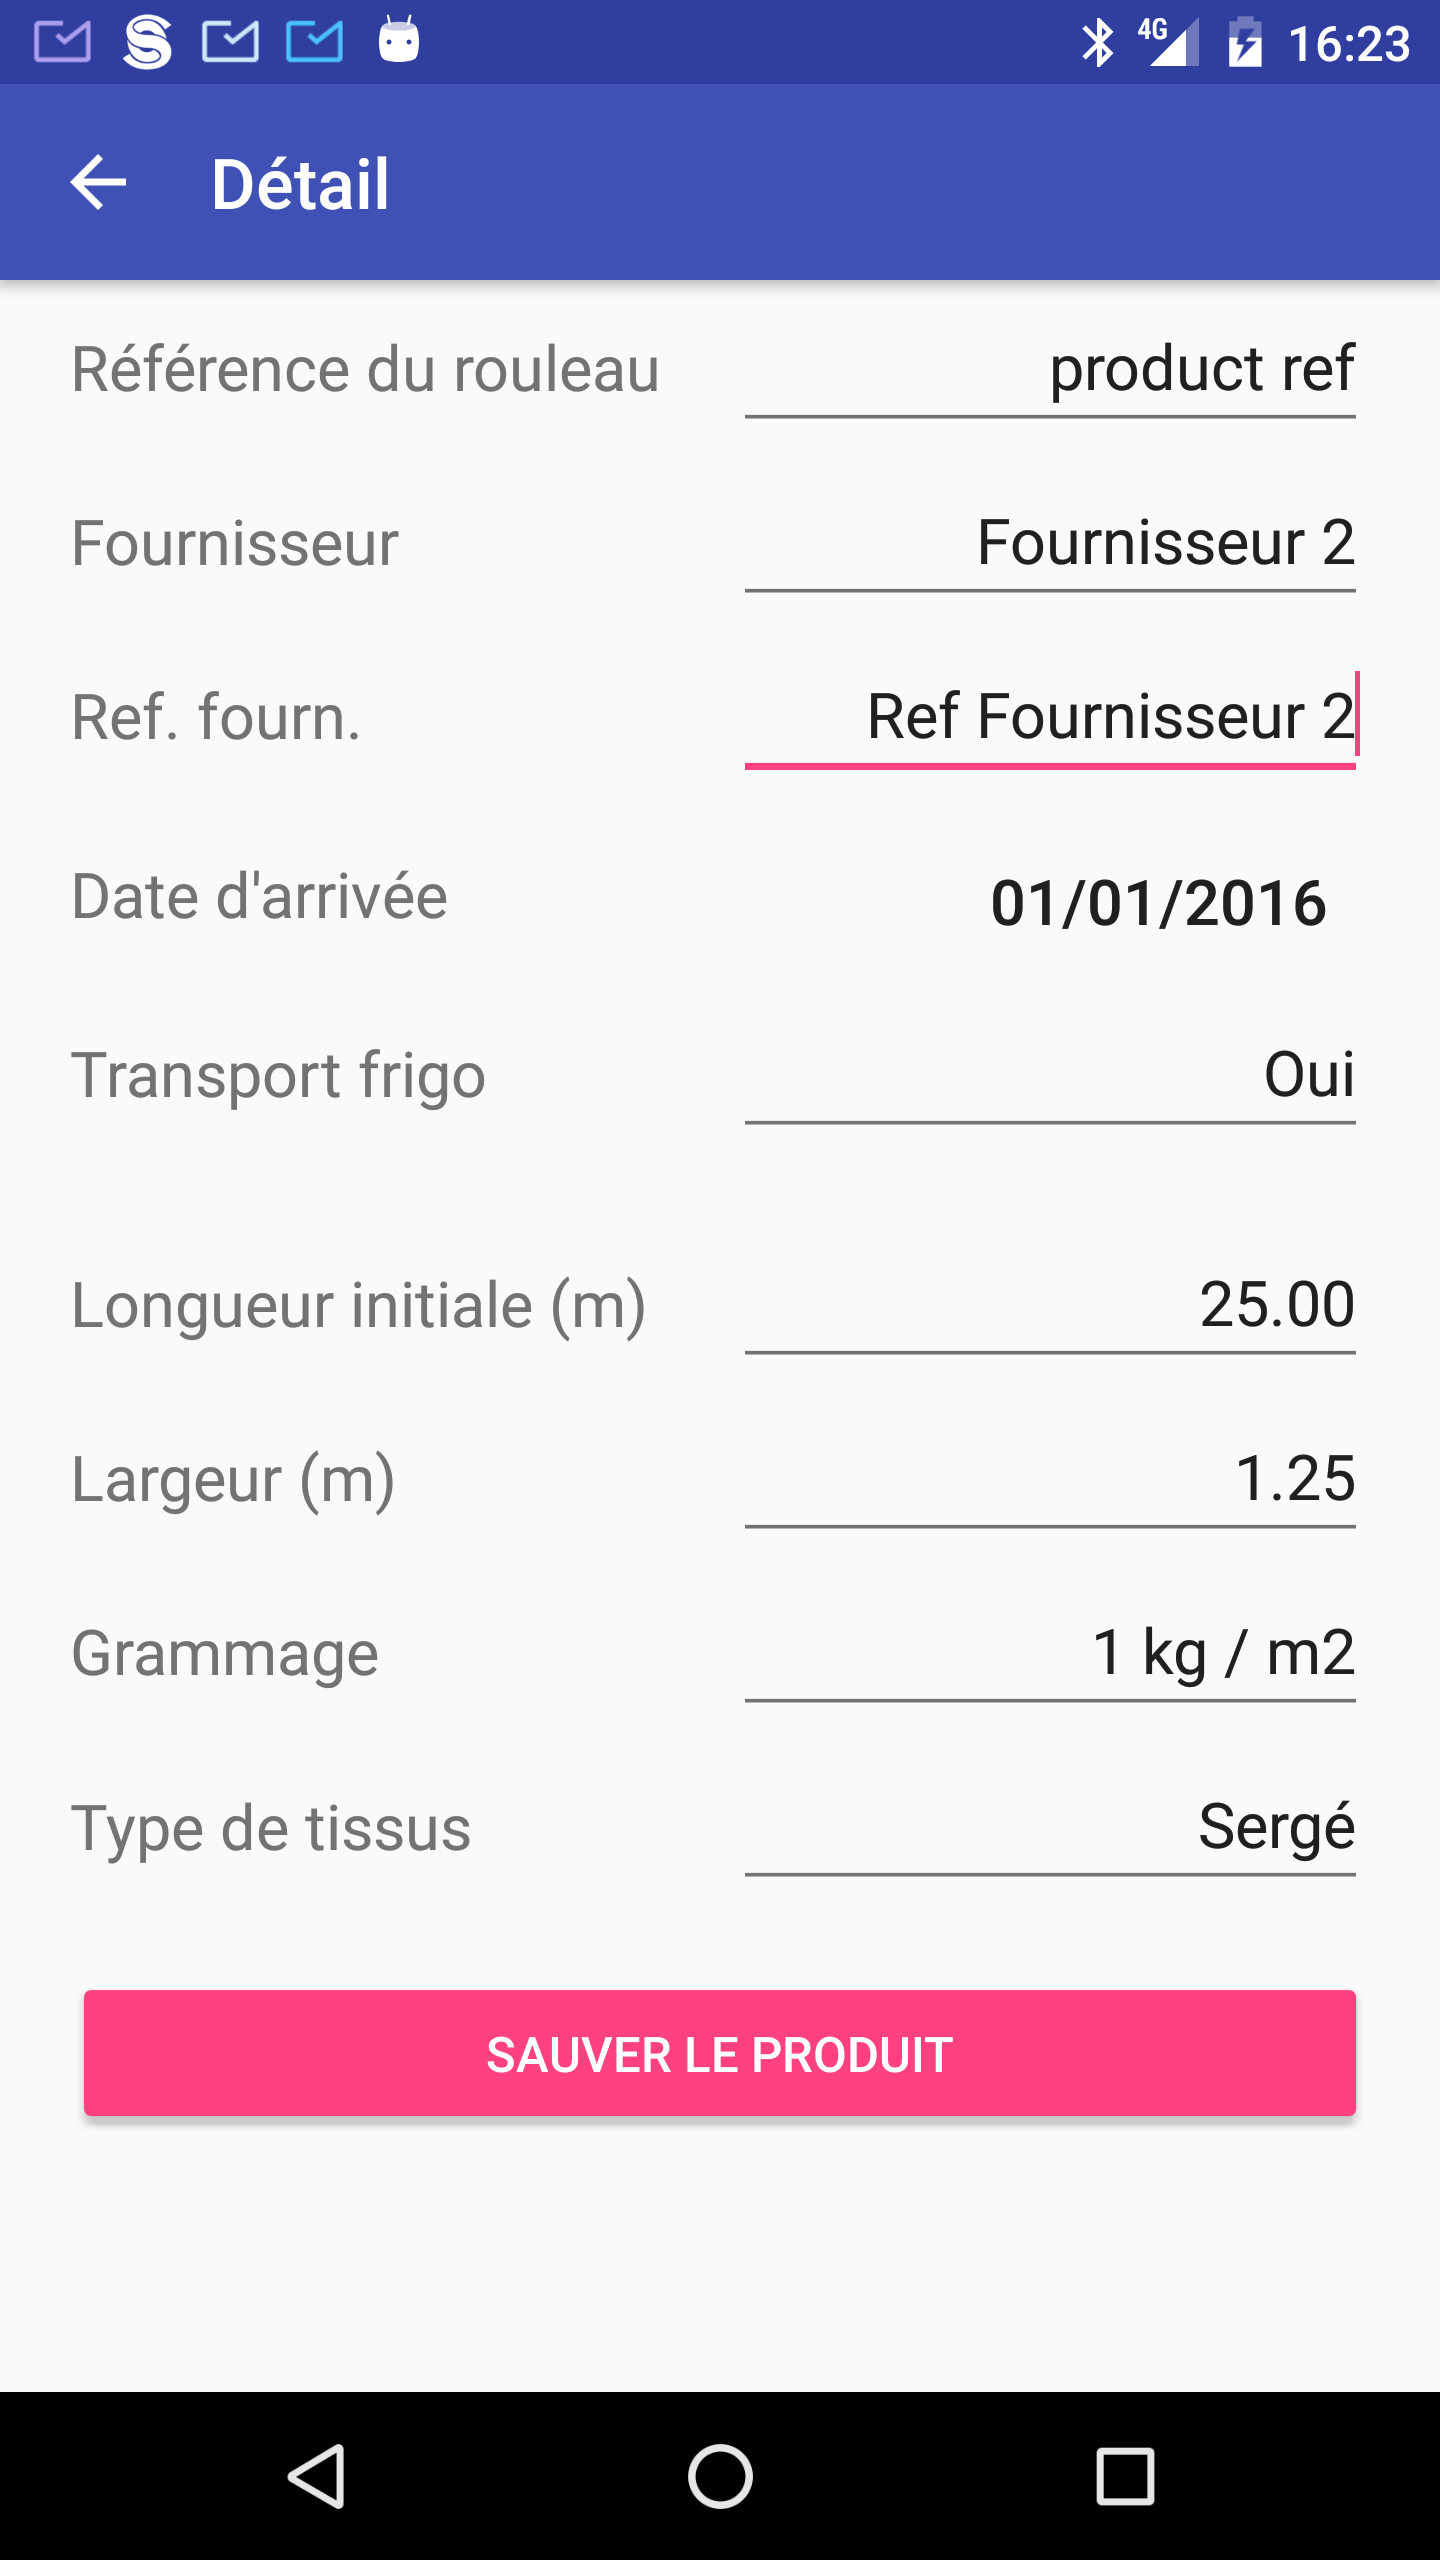 4G 16:23
Détail
Référence du rouleau product ref
Fournisseur Fournisseur 2
Ref. fourn. Ref Fournisseur 2
Date d'arrivée 01/01/2016
Transport frigo Oui
Longueur initiale (m) 25.00
Largeur (m) 1.25
Grammage 1 kg / m2
Type de tissus Sergé
SAUVER LE PRODUIT